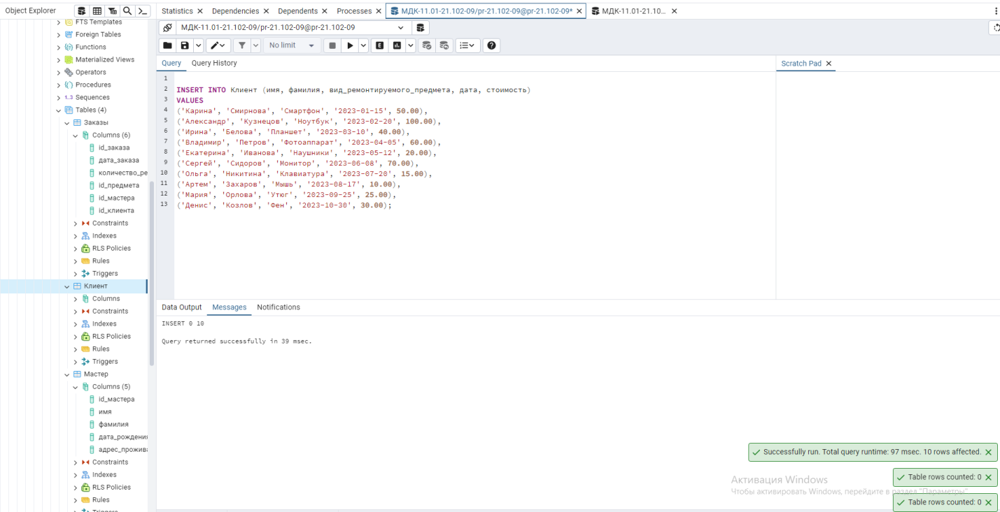 Object Explorer
Statistics Dependencies Dependents Processes МДК-11.01-21.102-09/pr-21.102-09@pr-21.102-09* МДК-11.01-21.10...
FTS Templates
Foreign Tables
Functions
Materialized Views
Operators
Procedures
1..3 Sequences
Tables (4)
Заказы
Columns (6)
id_заказа
дата_заказа
количество_ре
id_предмета
id_мастера
id_клиента
Constraints
Indexes
RLS Policies
Rules
Triggers
Клиент
Columns
Constraints
Indexes
RLS Policies
Rules
Triggers
Мастер
Columns (5)
id_мастера
имя
фамилия
дата_рождени
адрес_прожива
Constraints
Indexes
RLS Policies
Rules
Triggers
МДК-11.01-21.102-09/pr-21.102-09@pr-21.102-09
No limit E
Query Query History
Scratch Pad
1
2 INSERT INTO Клиент (имя, фамилия, вид_ремонтируемого_предмета, дата, стоимость)
3 VALUES
4 ('Карина', 'Смирнова', 'Смартфон', '2023-01-15', 50.00),
5 ('Александр', 'Кузнецов', 'Ноутбук', '2023-02-20', 100.00),
6 ('Ирина', 'Белова', 'Планшет', '2023-03-10', 40.00),
7 ('Владимир', 'Петров', 'Фотоаппарат', '2023-04-05', 60.00),
8 ('Екатерина', 'Иванова', 'Наушники', '2023-05-12', 20.00),
9 ('Сергей', 'Сидоров', 'Монитор', '2023-06-08', 70.00),
10 ('Ольга', 'Никитина', 'Клавиатура', '2023-07-20', 15.00),
11 ('Артем', 'Захаров', 'Мышь', '2023-08-17', 10.00),
12 ('Мария', 'Орлова', 'Утюг', '2023-09-25', 25.00),
13 ('Денис', 'Козлов', 'Фен', '2023-10-30', 30.00);
Data Output Messages Notifications
INSERT 0 10
Query returned successfully in 39 msec.
Successfully run. Total query runtime: 97 msec. 10 rows affected.
Активация Windows
Чтобы активировать Windows, перейдите в раздел "Параметры".
Table rows counted: 0
Table rows counted: 0